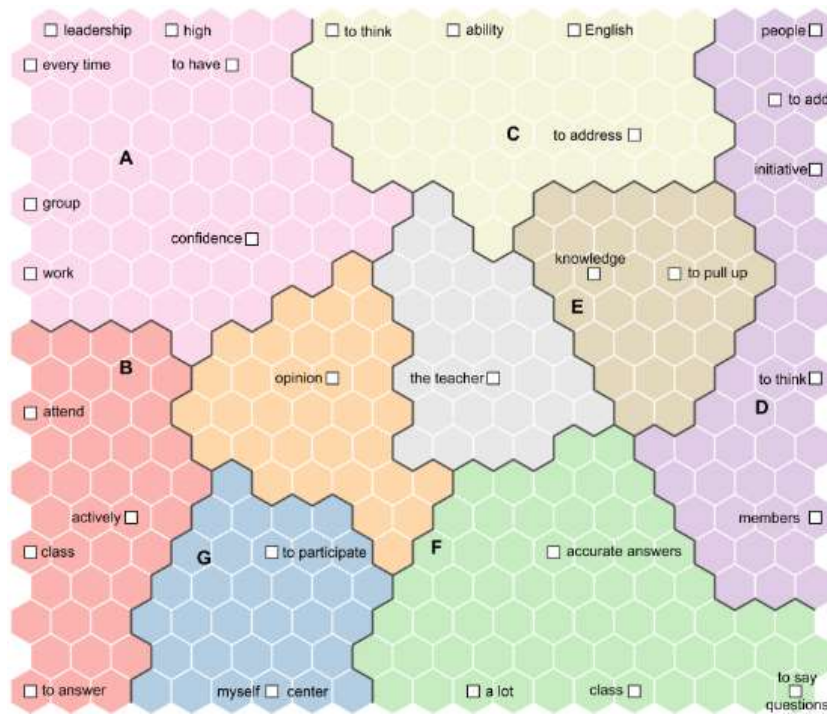 leadership high to think ability English people
every time to have
to add
to address
A C
initiative
group
confidence
knowledge
work to pull up
E
B
opinion the teacher to think
attend D
actively members
F
class G to participate accurate answers
to say
to answer myself center a lot class
questions